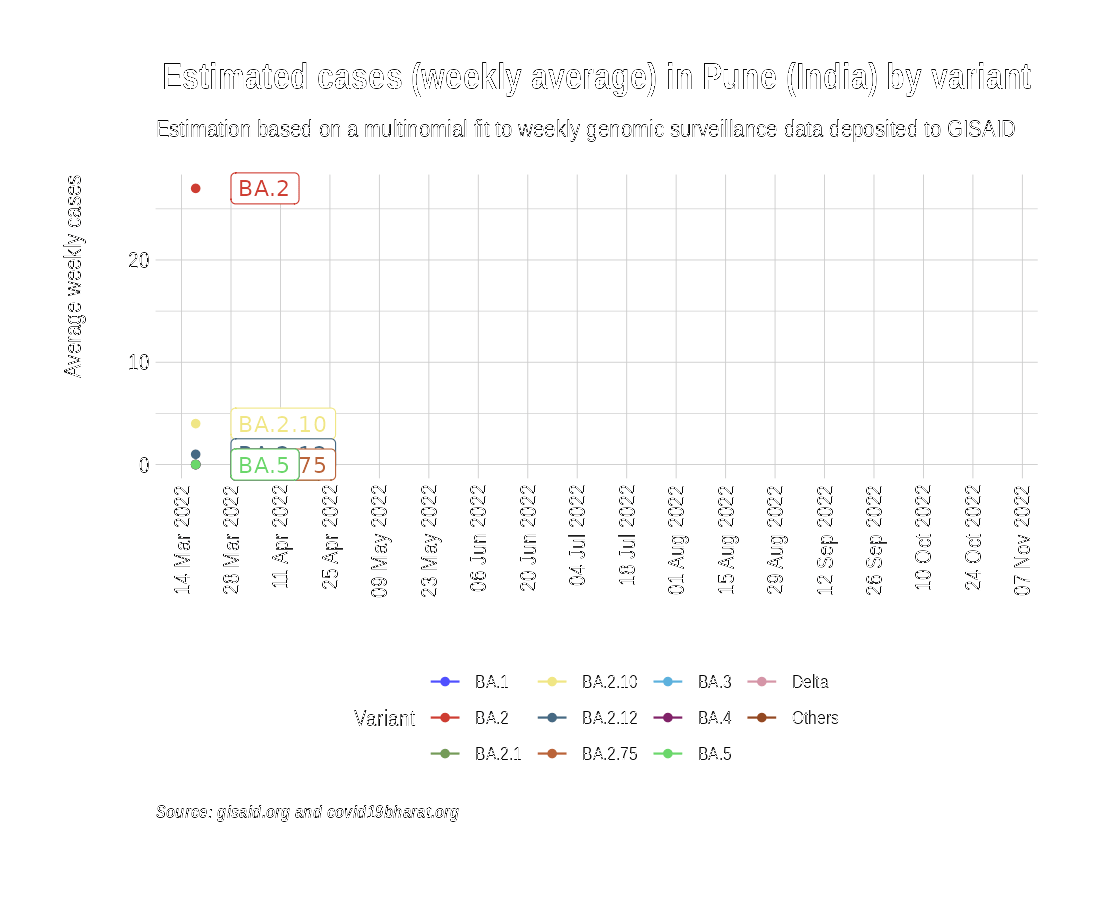 Estimated cases (weekly average) in Pune (India) by variant
Estimation based on a multinomial fit to weekly genomic surveillance data deposited to GISAID
Average weekly cases
20
10
0
BA.2
BA.2.10
BA.5
75
14 Mar 2022
28 Mar 2022
11 Apr 2022
25 Apr 2022
09 May 2022
23 May 2022
06 Jun 2022
20 Jun 2022
04 Jul 2022
18 Jul 2022
01 Aug 2022
15 Aug 2022
29 Aug 2022
12 Sep 2022
26 Sep 2022
10 Oct 2022
24 Oct 2022
07 Nov 2022
Variant
BA.1
BA.2
BA.2.1
BA.2.10
BA.2.12
BA.2.75
BA.3
BA.4
BA.5
Delta
Others
Source: gisaid.org and covid19bharat.org